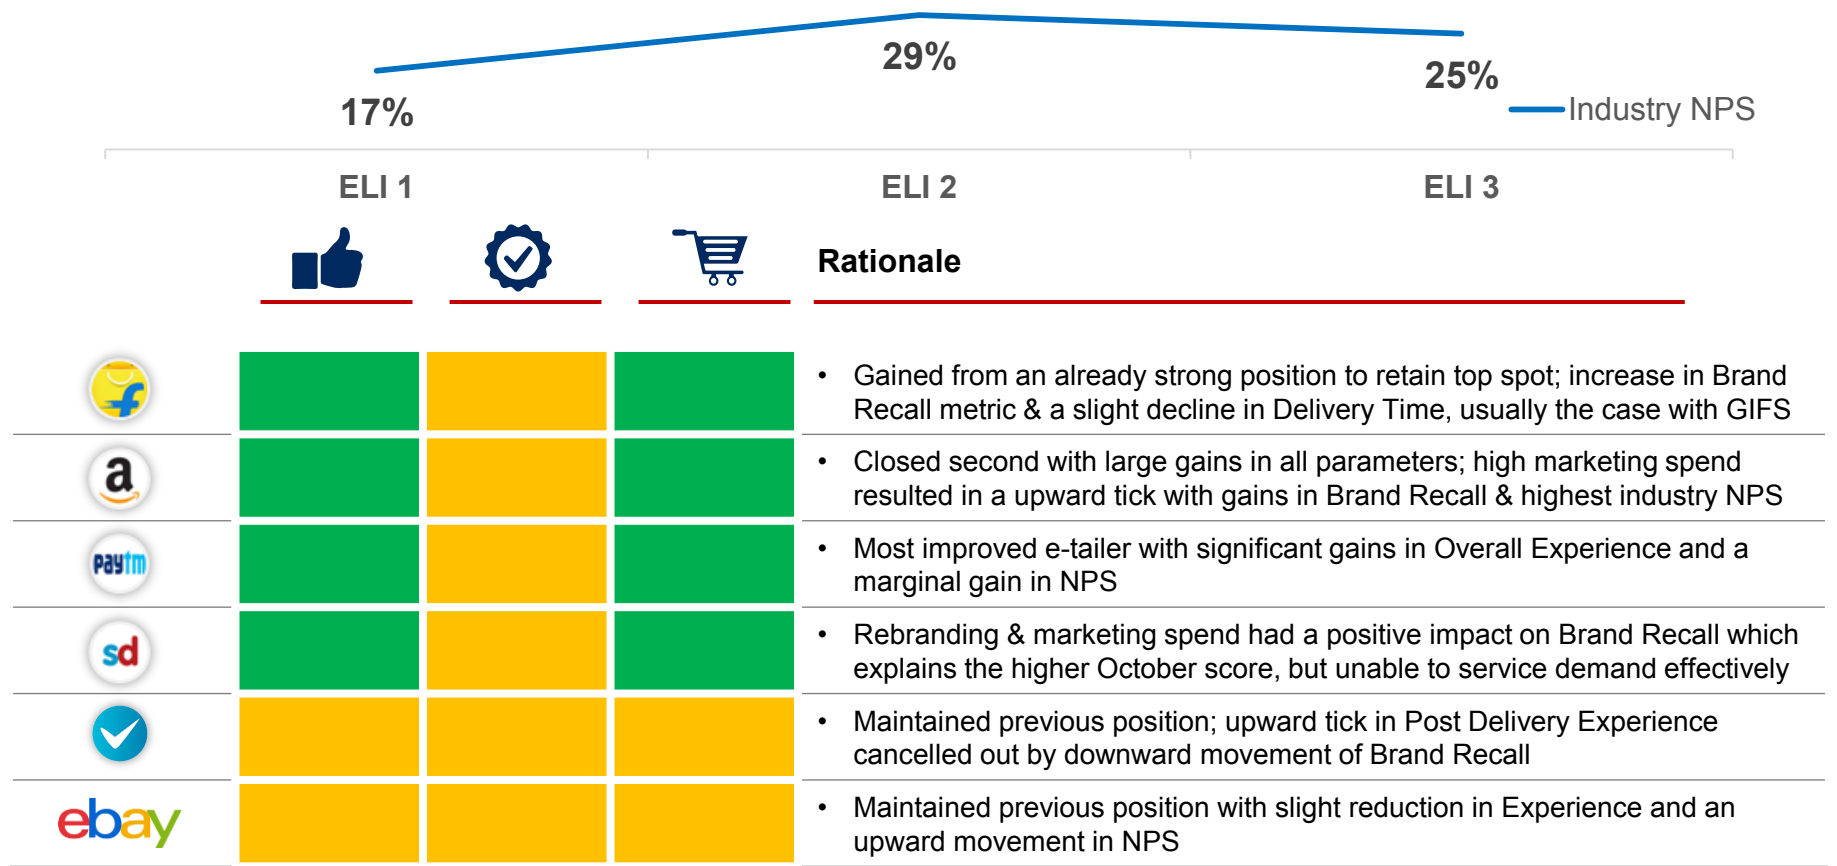 29%
25%
17%
Industry NPS
ELI 1
ELI 2
ELI 3
Rationale
f
• Gained from an already strong position to retain top spot; increase in Brand
Recall metric & a slight decline in Delivery Time, usually the case with GIFS
a
• Closed second with large gains in all parameters; high marketing spend
resulted in a upward tick with gains in Brand Recall & highest industry NPS
paytm
• Most improved e-tailer with significant gains in Overall Experience and a
marginal gain in NPS
sd
• Rebranding & marketing spend had a positive impact on Brand Recall which
explains the higher October score, but unable to service demand effectively
• Maintained previous position; upward tick in Post Delivery Experience
cancelled out by downward movement of Brand Recall
ebay
• Maintained previous position with slight reduction in Experience and an
upward movement in NPS